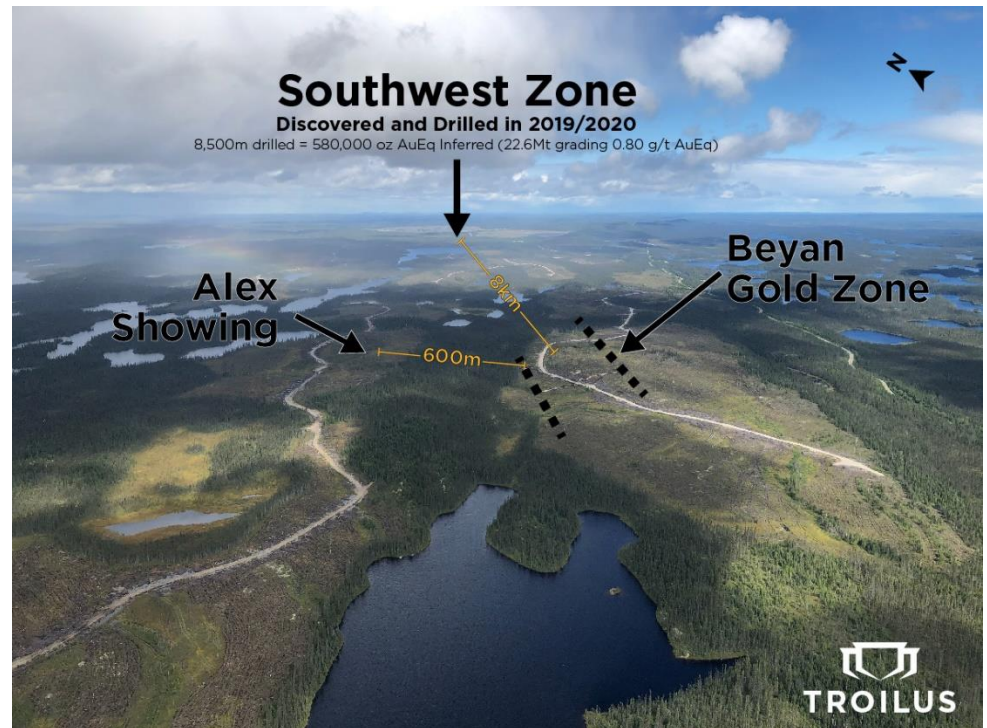 N
Southwest Zone
Discovered and Drilled in 2019/2020
8,500m drilled = 580,000 oz AuEq Inferred (22.6Mt grading 0.80 g/t AuEq)
Beyan
Gold Zone
Alex
Showing
8km
600m
TROILUS